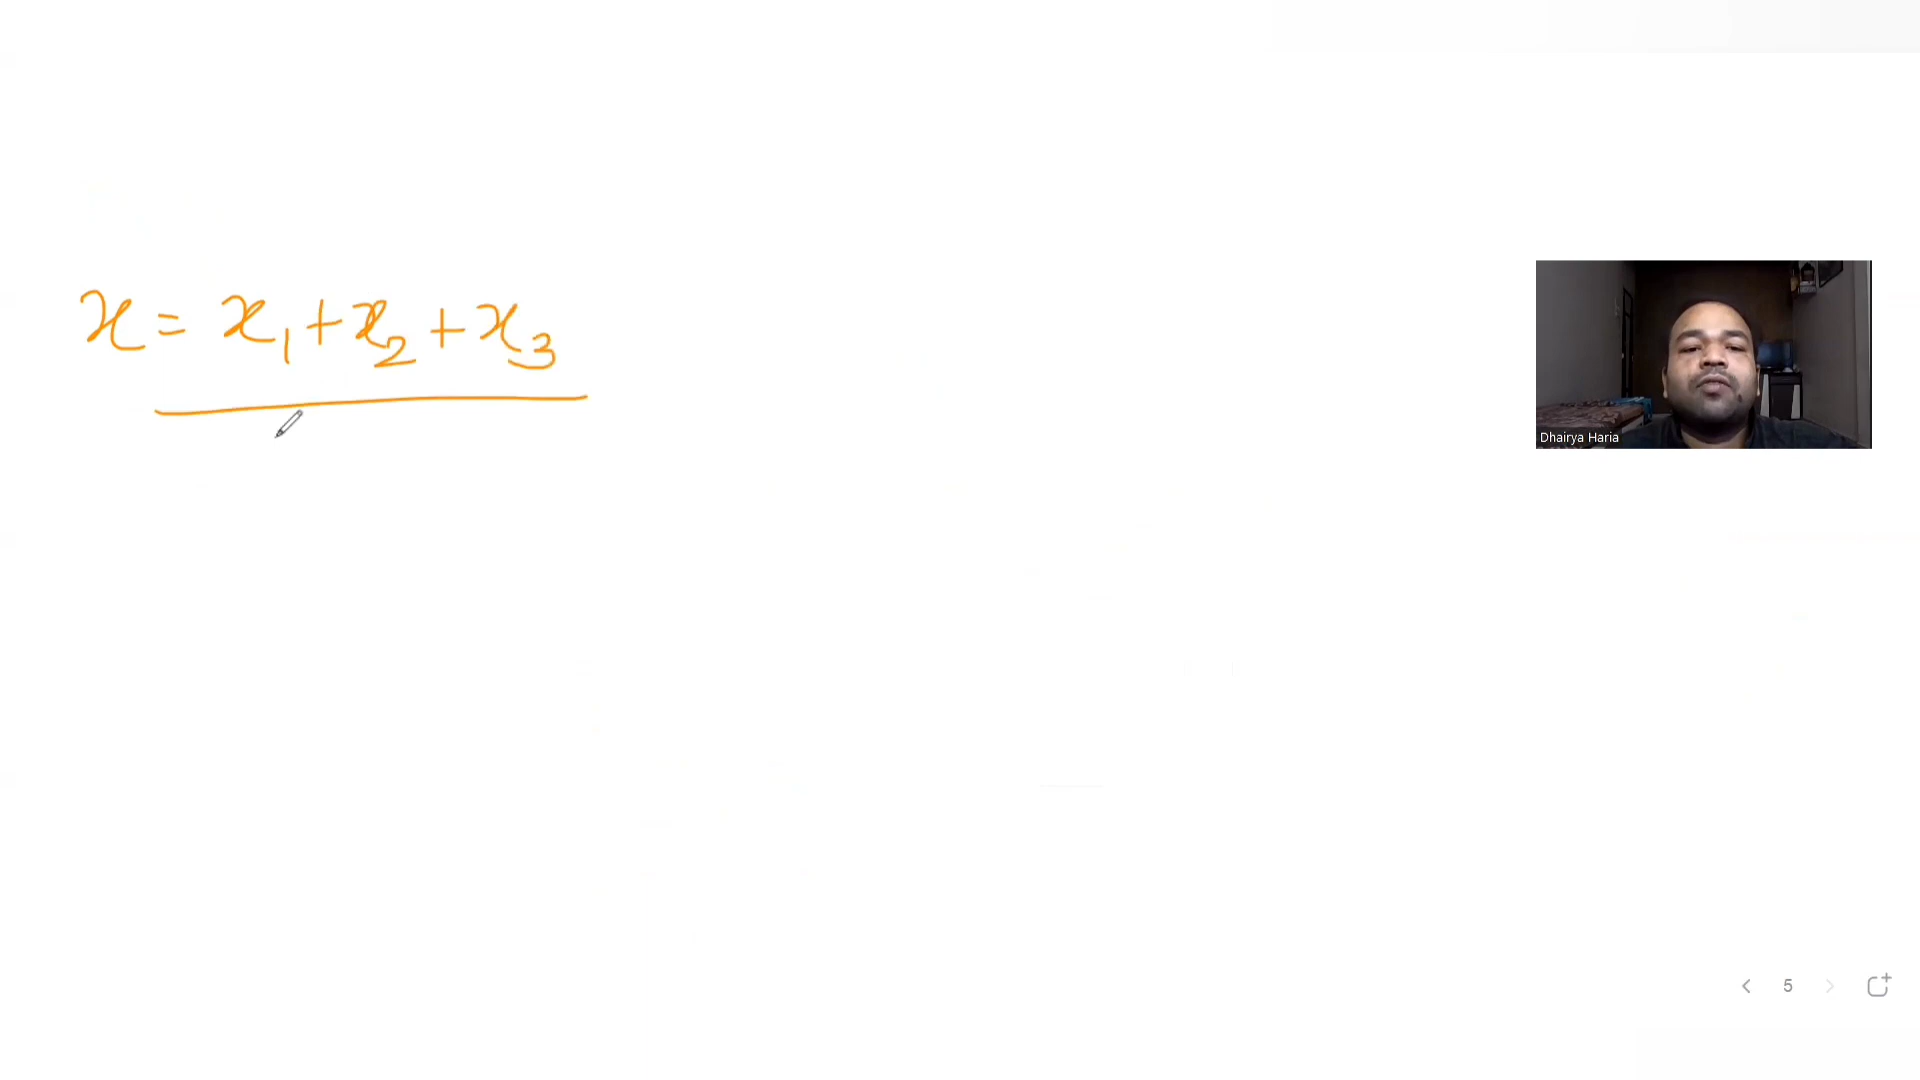 x = x₁ + x₂ + x₃
Dhairya Haria
5